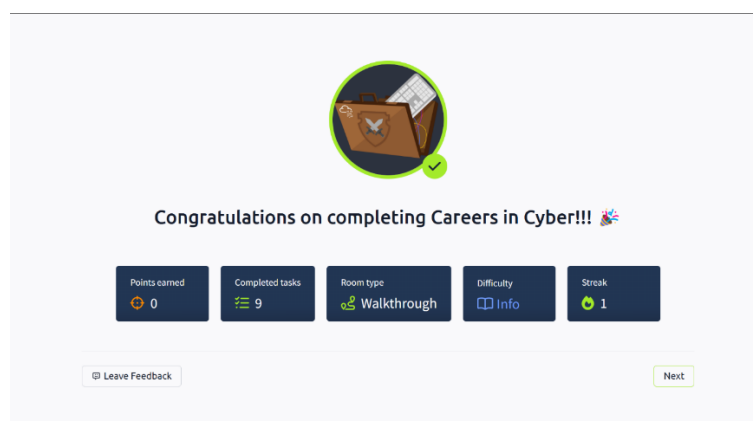 Congratulations on completing Careers in Cyber!!! 🎉
Points earned
0
Completed tasks
9
Room type
Walkthrough
Difficulty
Info
Streak
1
Leave Feedback
Next